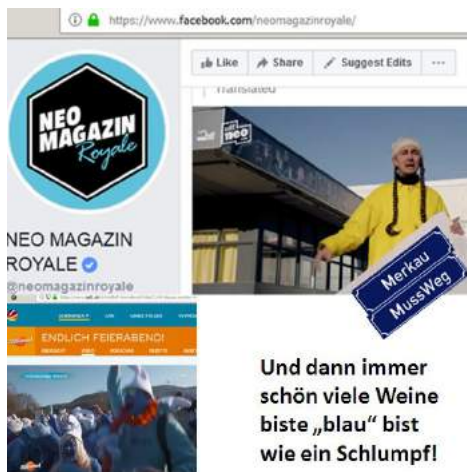 https://www.facebook.com/neomagazinroyale/
Like Share Suggest Edits ...
Translated
NEO
MAGAZIN
Royale
neo
NEO MAGAZIN
ROYALE
@neomagazinroyale
Merkau
MussWeg
ENDLICH FEIERABEND!
Und dann immer
schön viele Weine
biste „blau“ bist
wie ein Schlumpf!